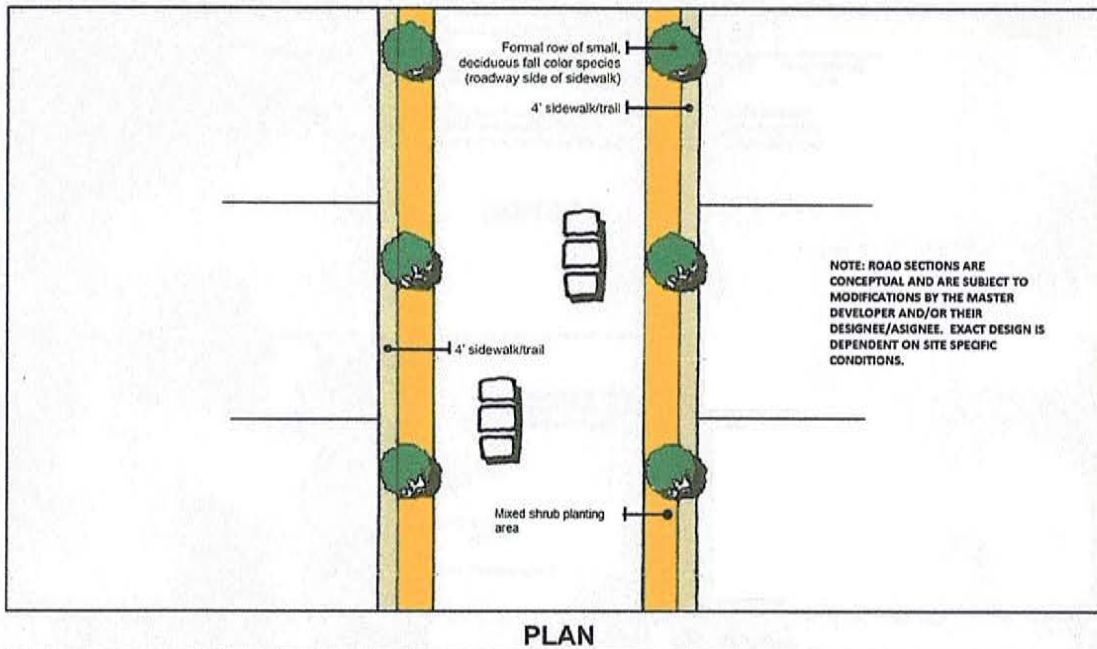 Formal row of small,
deciduous fall color species
(roadway side of sidewalk)
4' sidewalk/trail
NOTE: ROAD SECTIONS ARE
CONCEPTUAL AND ARE SUBJECT TO
MODIFICATIONS BY THE MASTER
DEVELOPER AND/OR THEIR
DESIGNEE/ASIGNEE. EXACT DESIGN IS
DEPENDENT ON SITE SPECIFIC
CONDITIONS.
4' sidewalk/trail
Mixed shrub planting
area
PLAN